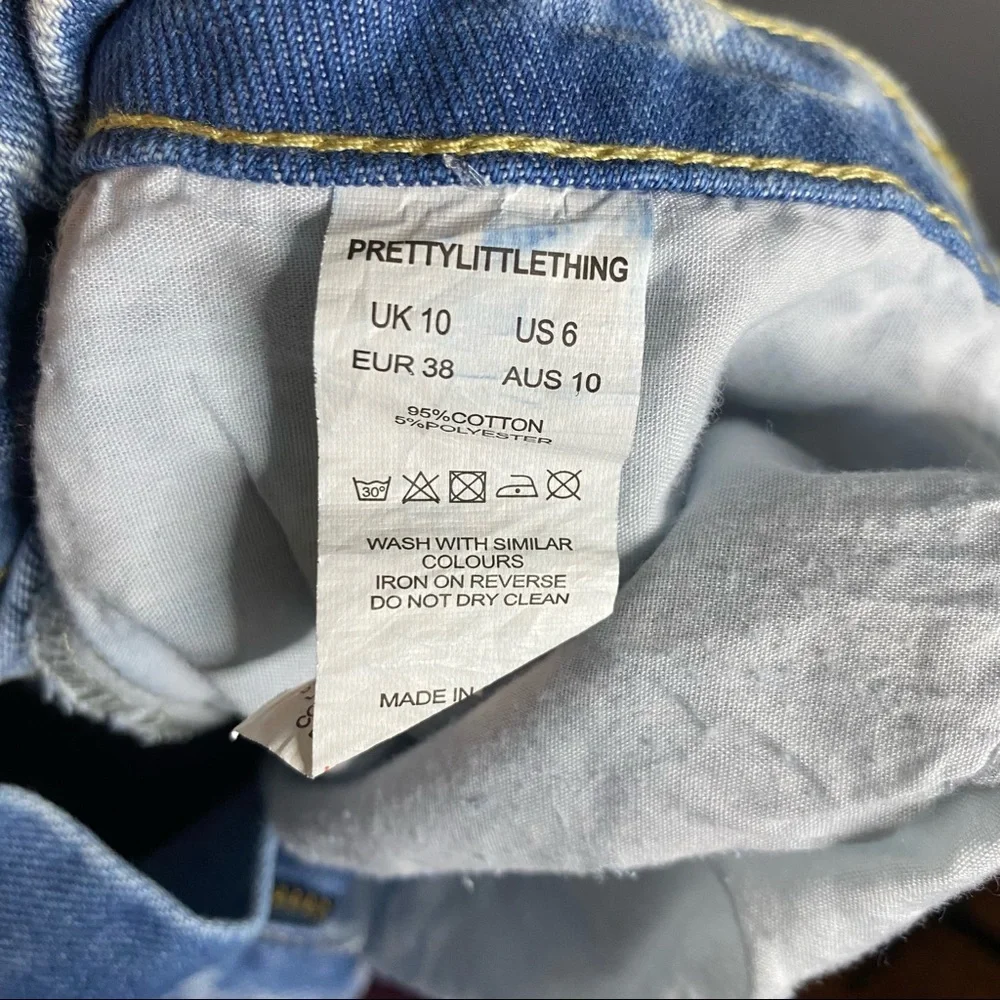 PRETTYLITTLETHING
UK 10 US 6
EUR 38 AUS 10
95%COTTON
5%POLYESTER
30°
WASH WITH SIMILAR
COLOURS
IRON ON REVERSE
DO NOT DRY CLEAN
MADE IN